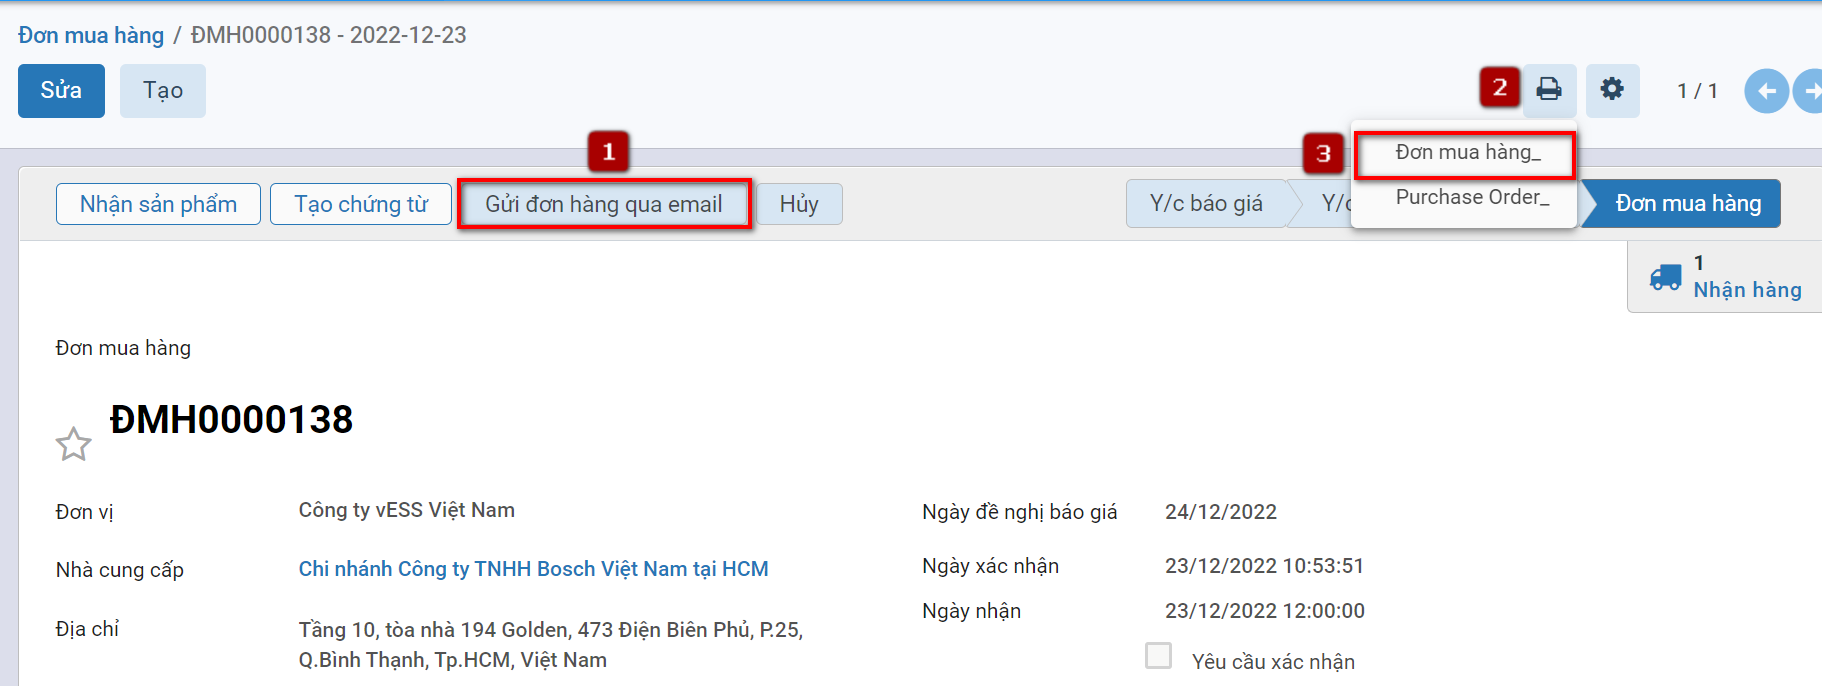 Đơn mua hàng / ĐMH0000138 - 2022-12-23
Sửa Tạo 2 1 / 1
1 3 Đơn mua hàng_
Nhận sản phẩm Tạo chứng từ Gửi đơn hàng qua email Hủy Y/c báo giá Y/c Purchase Order_ Đơn mua hàng
1
Nhận hàng
Đơn mua hàng
ĐMH0000138
Đơn vị Công ty vESS Việt Nam Ngày đề nghị báo giá 24/12/2022
Nhà cung cấp Chi nhánh Công ty TNHH Bosch Việt Nam tại HCM Ngày xác nhận 23/12/2022 10:53:51
Ngày nhận 23/12/2022 12:00:00
Địa chỉ Tầng 10, tòa nhà 194 Golden, 473 Điện Biên Phủ, P.25,
Q.Bình Thạnh, Tp.HCM, Việt Nam Yêu cầu xác nhận